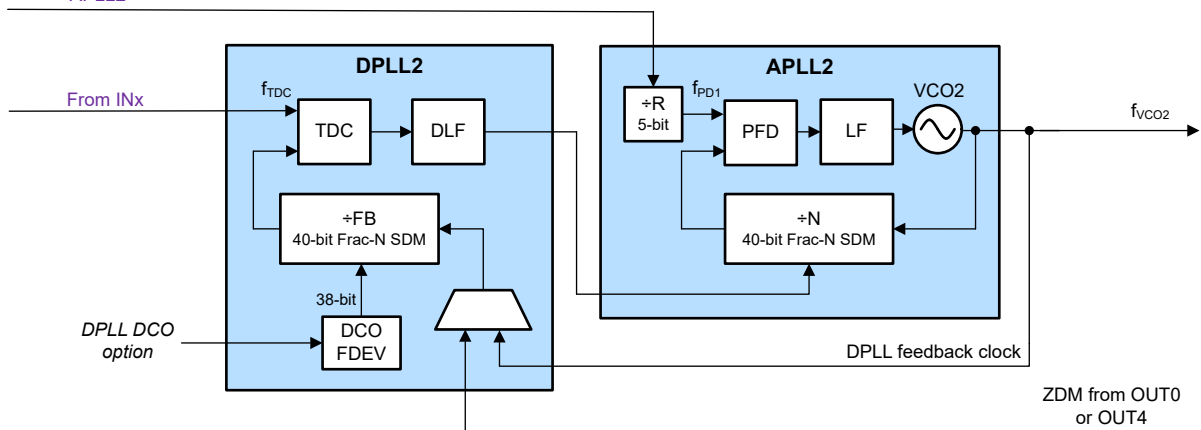 DPLL2
APLL2
From INx
fTDC
TDC
DLF
÷R
5-bit
fPD1
PFD
LF
VCO2
fVCO2
÷FB
40-bit Frac-N SDM
÷N
40-bit Frac-N SDM
38-bit
DPLL DCO
option
DCO
FDEV
DPLL feedback clock
ZDM from OUT0
or OUT4